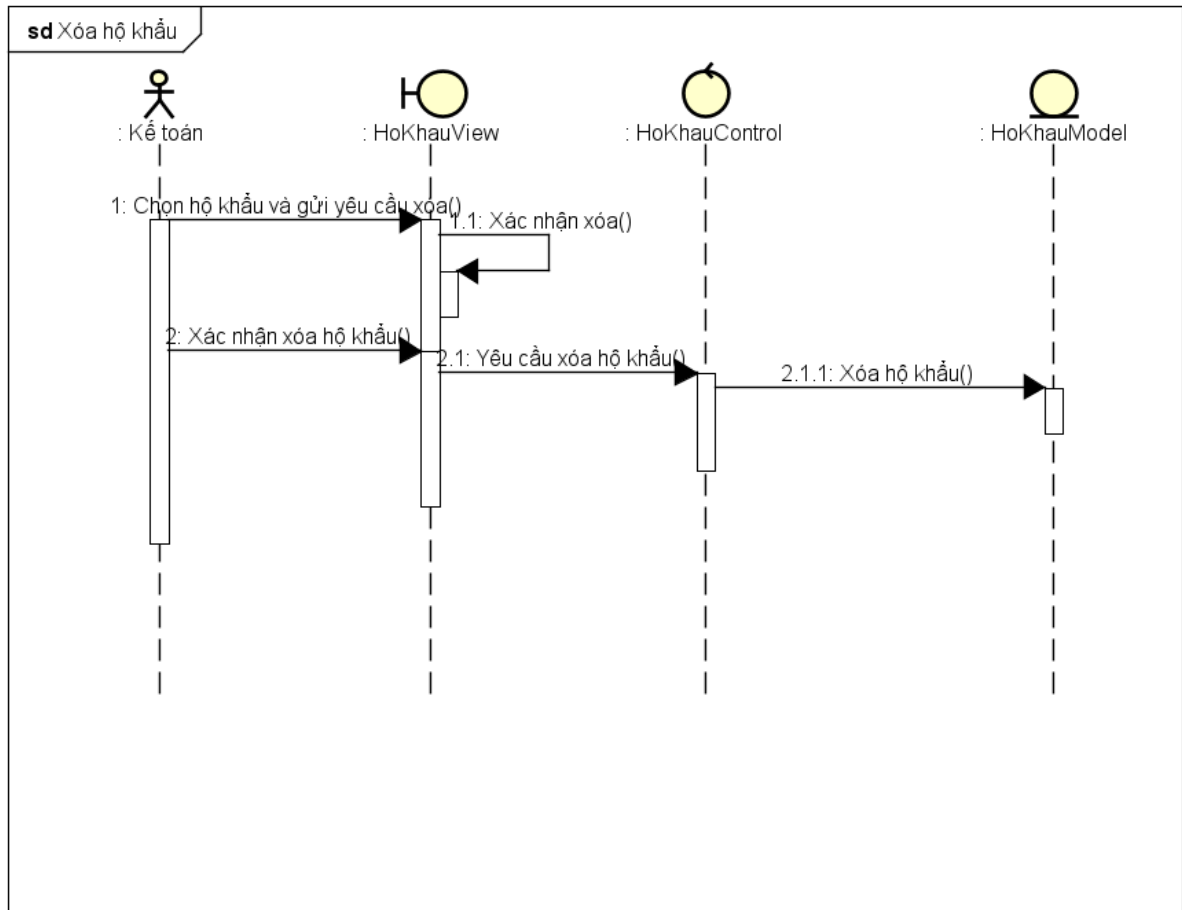 sd Xóa hộ khẩu
: Kế toán
: HoKhauView
: HoKhauControl
: HoKhauModel
1: Chọn hộ khẩu và gửi yêu cầu xóa()
1.1: Xác nhận xóa()
2: Xác nhận xóa hộ khẩu()
2.1: Yêu cầu xóa hộ khẩu()
2.1.1: Xóa hộ khẩu()